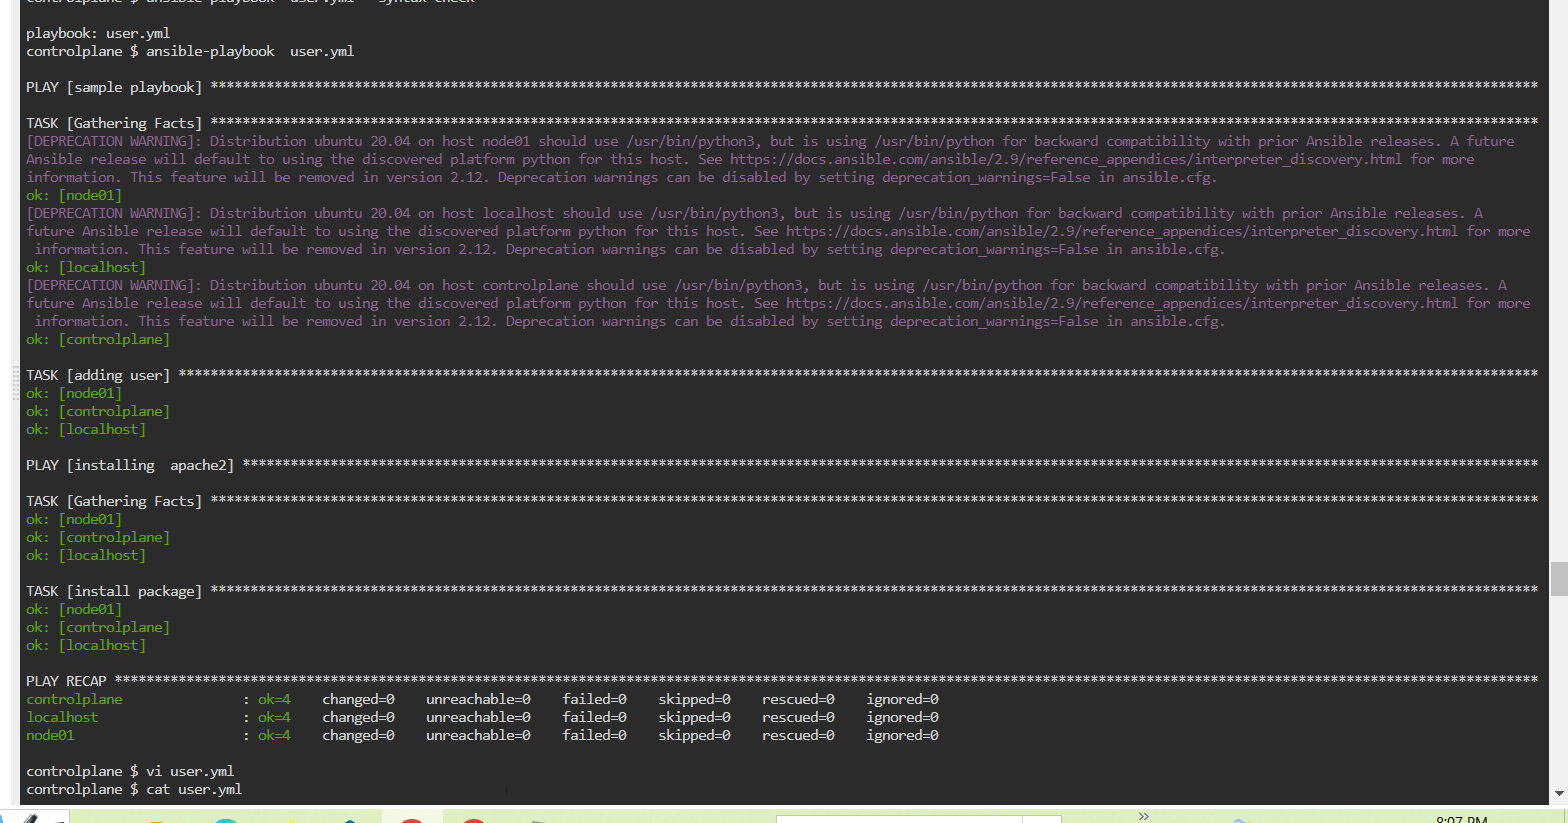 controlplane $ ansible-playbook  user.yml --syntax-check
playbook: user.yml
controlplane $ ansible-playbook  user.yml
PLAY [sample playbook] **********************************************************************************************************************************************************************
TASK [Gathering Facts] **********************************************************************************************************************************************************************
[DEPRECATION WARNING]: Distribution ubuntu 20.04 on host node01 should use /usr/bin/python3, but is using /usr/bin/python for backward compatibility with prior Ansible releases. A future
Ansible release will default to using the discovered platform python for this host. See https://docs.ansible.com/ansible/2.9/reference_appendices/interpreter_discovery.html for more
information. This feature will be removed in version 2.12. Deprecation warnings can be disabled by setting deprecation_warnings=False in ansible.cfg.
ok: [node01]
[DEPRECATION WARNING]: Distribution ubuntu 20.04 on host localhost should use /usr/bin/python3, but is using /usr/bin/python for backward compatibility with prior Ansible releases. A
future Ansible release will default to using the discovered platform python for this host. See https://docs.ansible.com/ansible/2.9/reference_appendices/interpreter_discovery.html for more
 information. This feature will be removed in version 2.12. Deprecation warnings can be disabled by setting deprecation_warnings=False in ansible.cfg.
ok: [localhost]
[DEPRECATION WARNING]: Distribution ubuntu 20.04 on host controlplane should use /usr/bin/python3, but is using /usr/bin/python for backward compatibility with prior Ansible releases. A
future Ansible release will default to using the discovered platform python for this host. See https://docs.ansible.com/ansible/2.9/reference_appendices/interpreter_discovery.html for more
 information. This feature will be removed in version 2.12. Deprecation warnings can be disabled by setting deprecation_warnings=False in ansible.cfg.
ok: [controlplane]
TASK [adding user] **************************************************************************************************************************************************************************
ok: [node01]
ok: [controlplane]
ok: [localhost]
PLAY [installing  apache2] ******************************************************************************************************************************************************************
TASK [Gathering Facts] **********************************************************************************************************************************************************************
ok: [node01]
ok: [controlplane]
ok: [localhost]
TASK [install package] **********************************************************************************************************************************************************************
ok: [node01]
ok: [controlplane]
ok: [localhost]
PLAY RECAP **********************************************************************************************************************************************************************************
controlplane               : ok=4    changed=0    unreachable=0    failed=0    skipped=0    rescued=0    ignored=0
localhost                  : ok=4    changed=0    unreachable=0    failed=0    skipped=0    rescued=0    ignored=0
node01                     : ok=4    changed=0    unreachable=0    failed=0    skipped=0    rescued=0    ignored=0
controlplane $ vi user.yml
controlplane $ cat user.yml
8:07 PM